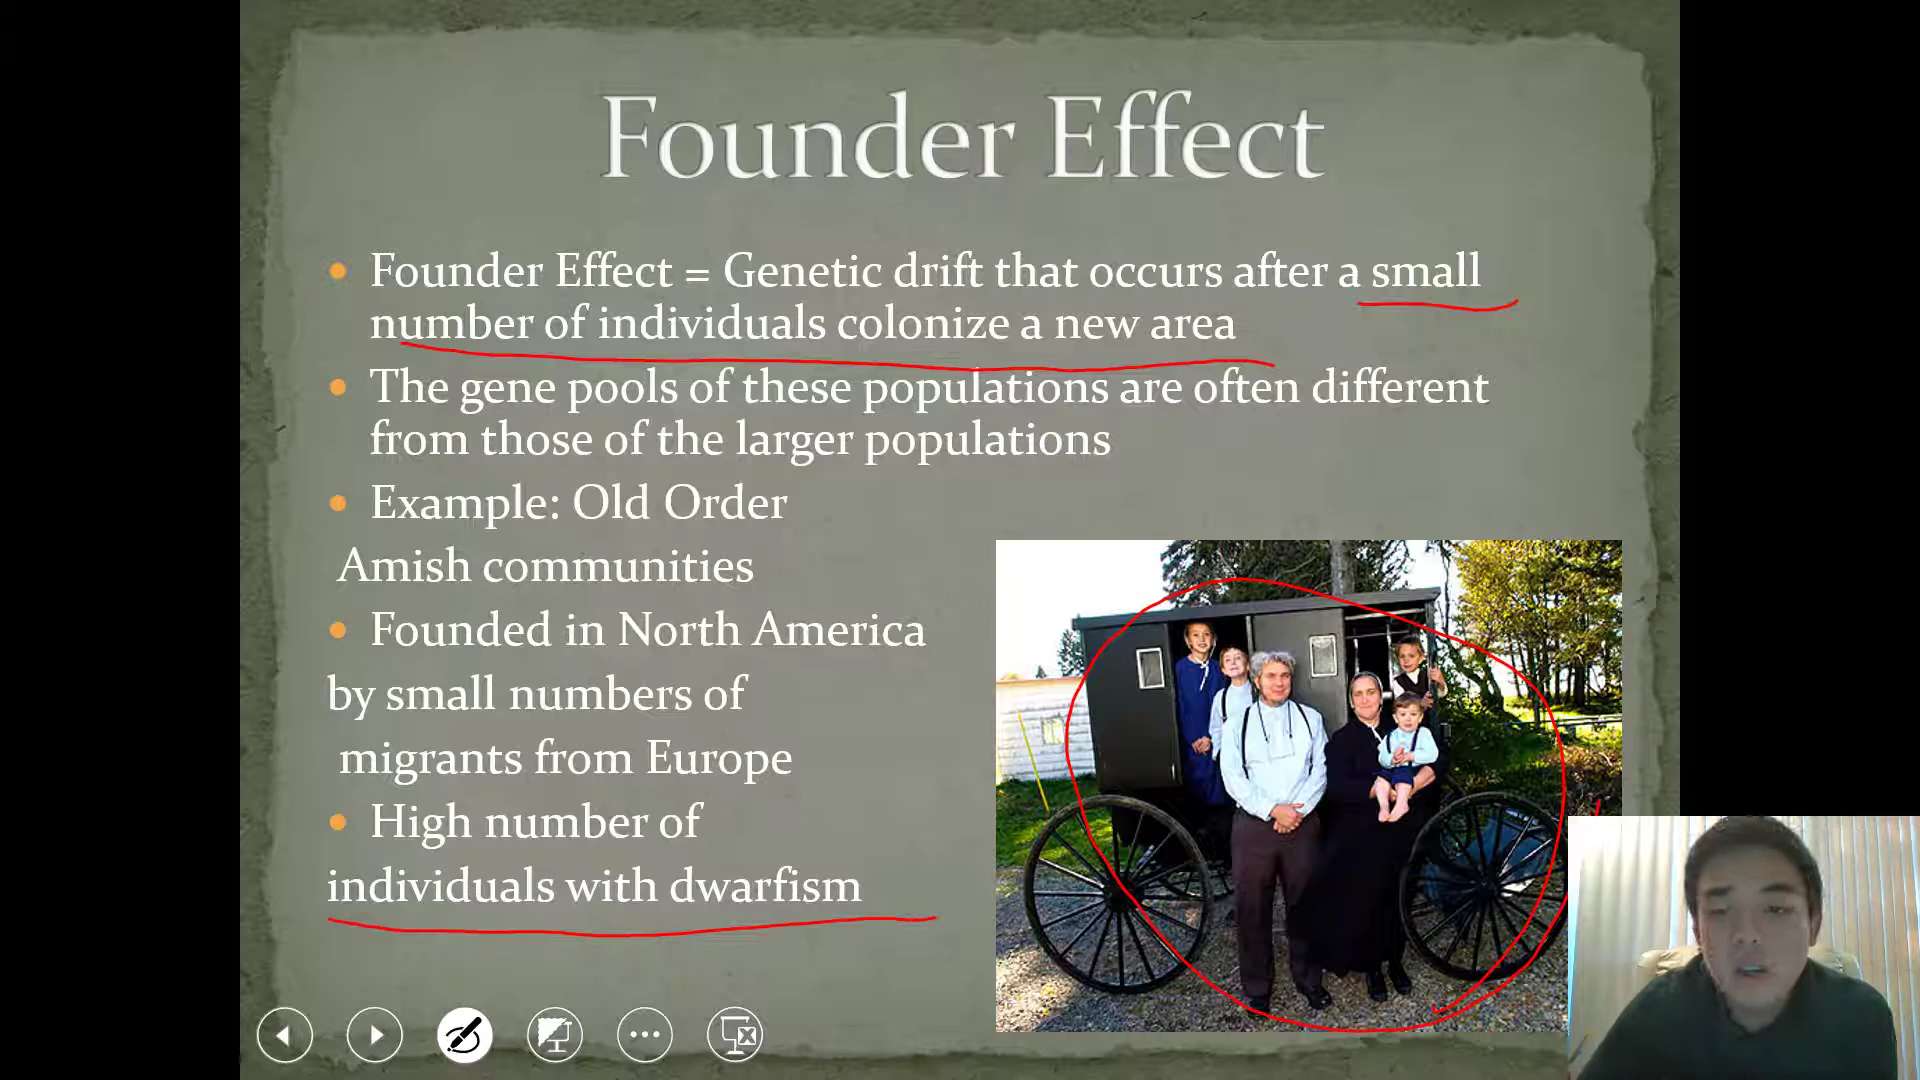 Founder Effect
Founder Effect = Genetic drift that occurs after a small
number of individuals colonize a new area
The gene pools of these populations are often different
from those of the larger populations
Example: Old Order
Amish communities
Founded in North America
by small numbers of
migrants from Europe
High number of
individuals with dwarfism